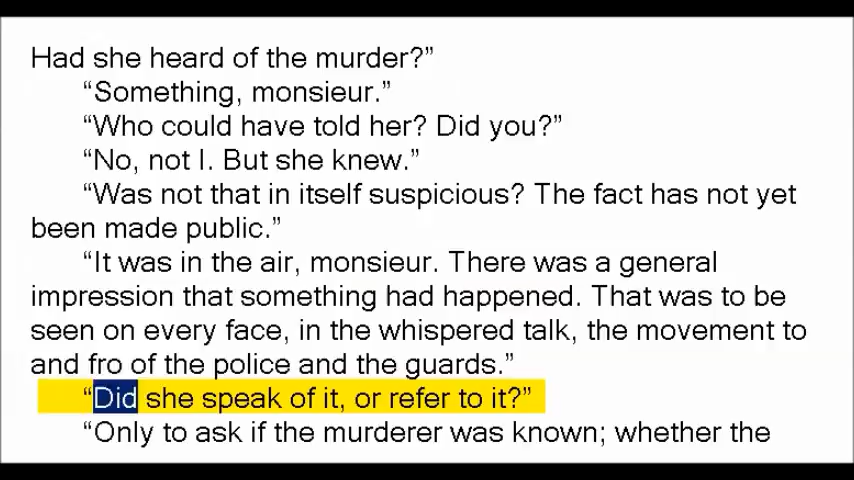 Had she heard of the murder?”
“Something, monsieur.”
“Who could have told her? Did you?”
“No, not I. But she knew.”
“Was not that in itself suspicious? The fact has not yet
been made public.”
“It was in the air, monsieur. There was a general
impression that something had happened. That was to be
seen on every face, in the whispered talk, the movement to
and fro of the police and the guards.”
“Did she speak of it, or refer to it?”
“Only to ask if the murderer was known; whether the